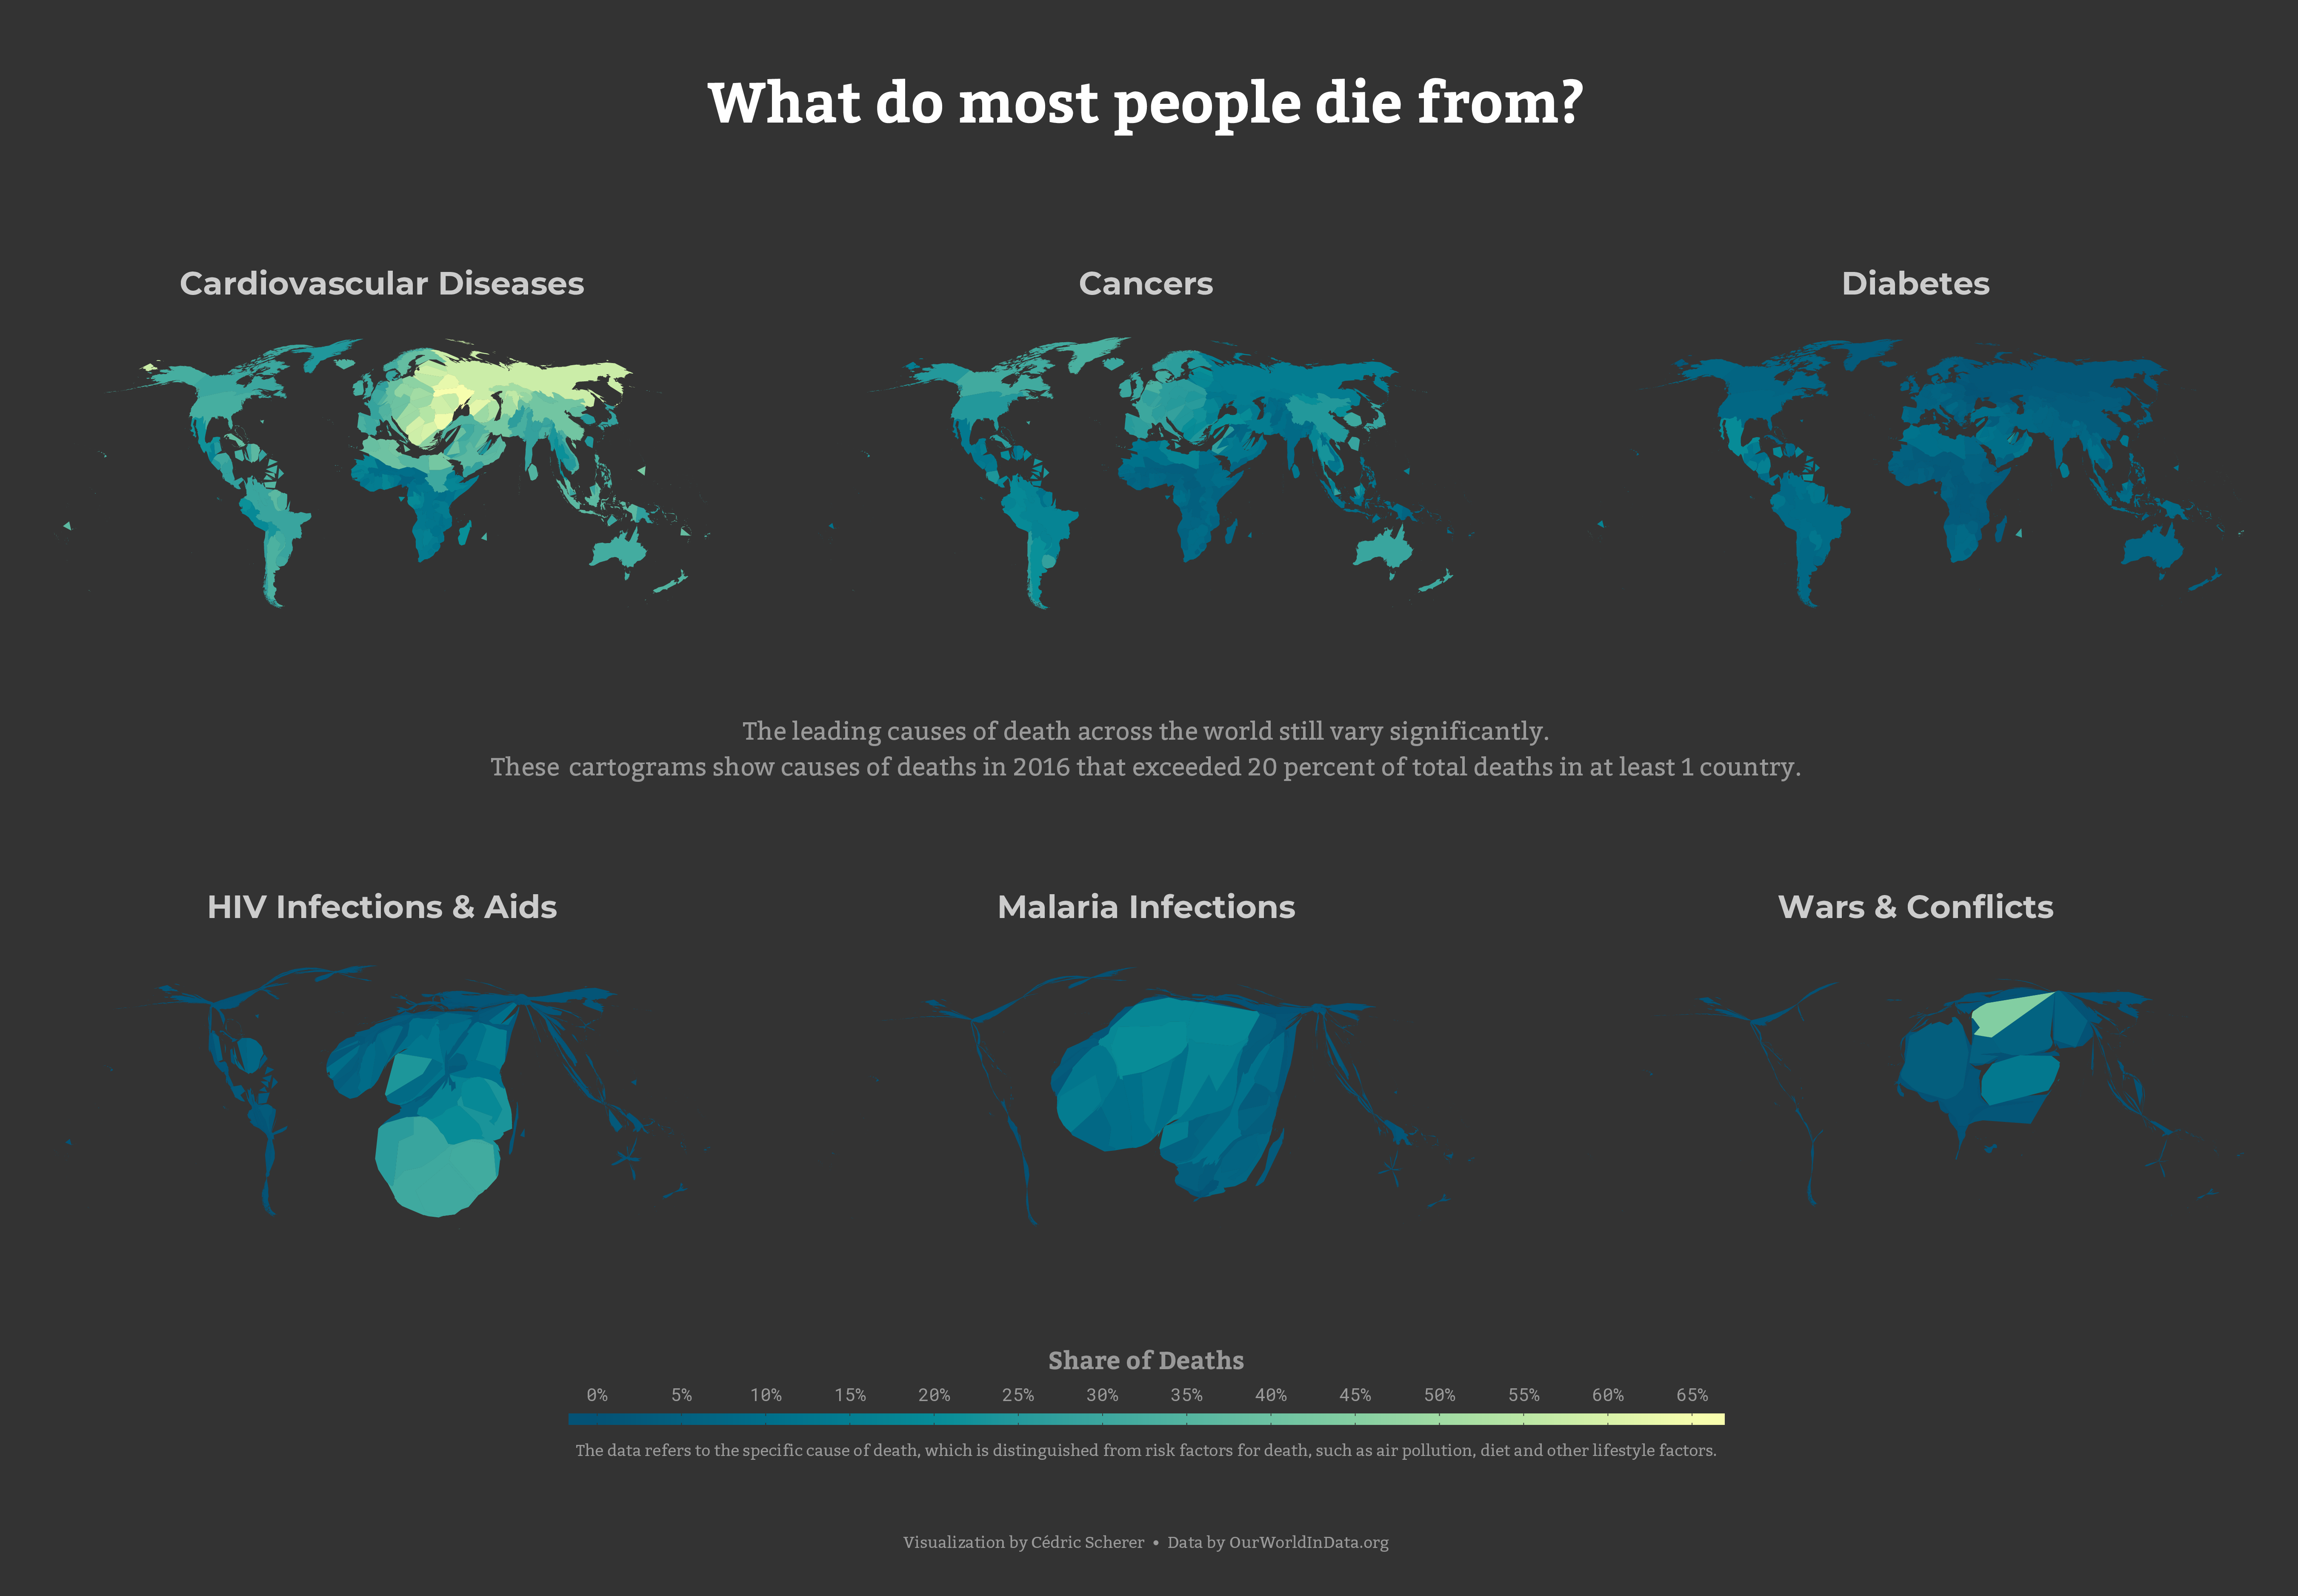 What do most people die from?
Cardiovascular Diseases
Cancers
Diabetes
The leading causes of death across the world still vary significantly.
These cartograms show causes of deaths in 2016 that exceeded 20 percent of total deaths in at least 1 country.
HIV Infections & Aids
Malaria Infections
Wars & Conflicts
Share of Deaths
0% 5% 10% 15% 20% 25% 30% 35% 40% 45% 50% 55% 60% 65%
The data refers to the specific cause of death, which is distinguished from risk factors for death, such as air pollution, diet and other lifestyle factors.
Visualization by Cédric Scherer • Data by OurWorldInData.org